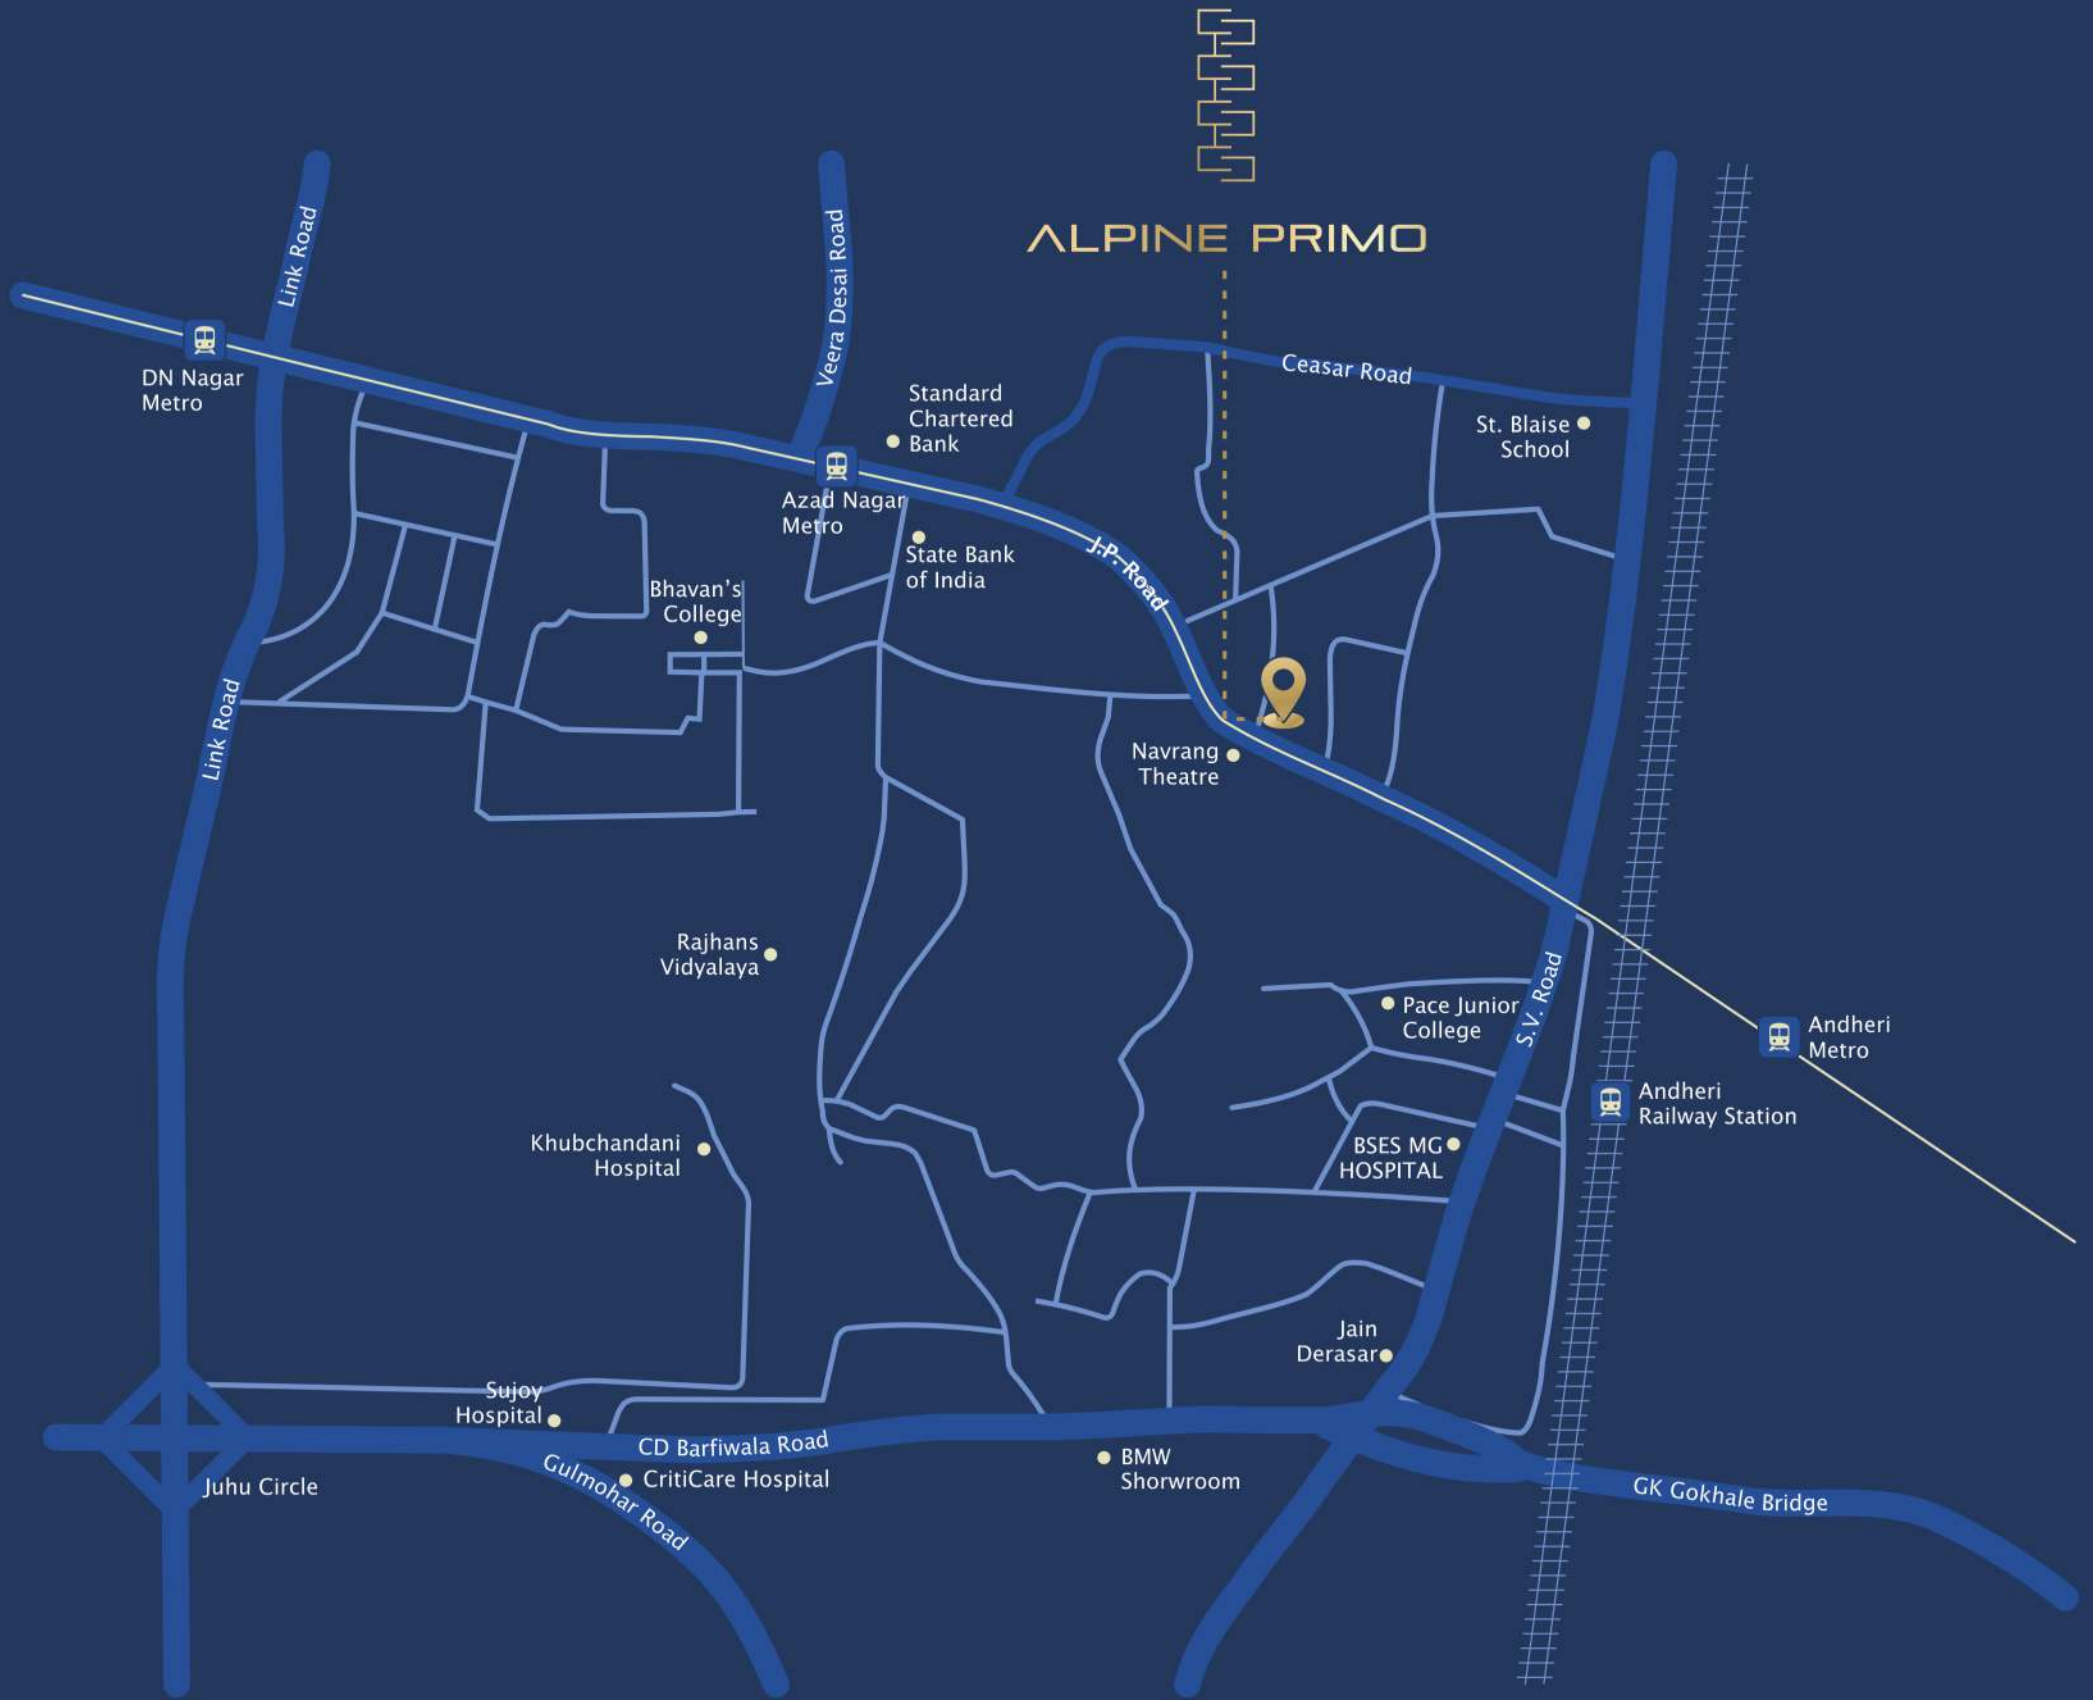 ALPINE PRIMO
Link Road
Veera Desai Road
Ceasar Road
DN Nagar
Metro
Standard
Chartered
Bank
St. Blaise
School
Azad Nagar
Metro
State Bank
of India
J.P. Road
Bhavan's
College
Link Road
Navrang
Theatre
Rajhans
Vidyalaya
Pace Junior
College
S.V. Road
Andheri
Metro
Andheri
Railway Station
Khubchandani
Hospital
BSES MG
HOSPITAL
Jain
Derasar
Sujoy
Hospital
CD Barfiwala Road
Juhu Circle
Gulmohar Road
CritiCare Hospital
BMW
Shorwroom
GK Gokhale Bridge